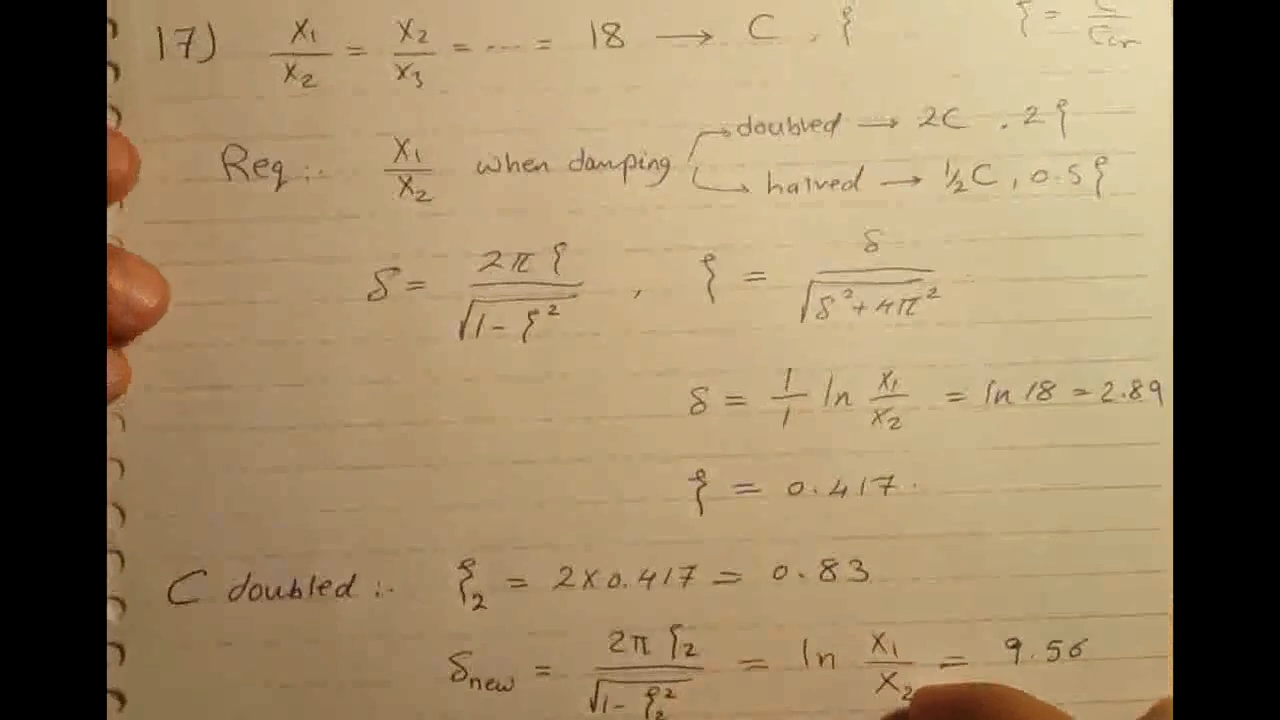 17) X₁/X₂ = X₂/X₃ = ---- = 18 → C , ξ ξ = C/Ccr
doubled → 2C , 2ξ
Req:. X₁/X₂ when damping
halved → ½C , 0.5ξ
δ = 2πξ/√(1-ξ²) , ξ = δ/√(δ²+4π²)
δ = 1/1 ln X₁/X₂ = ln 18 = 2.89
ξ = 0.417.
C doubled :. ξ₂ = 2x0.417 = 0.83
δnew = 2πξ₂/√(1-ξ₂²) = ln X₁/X₂ = 9.56